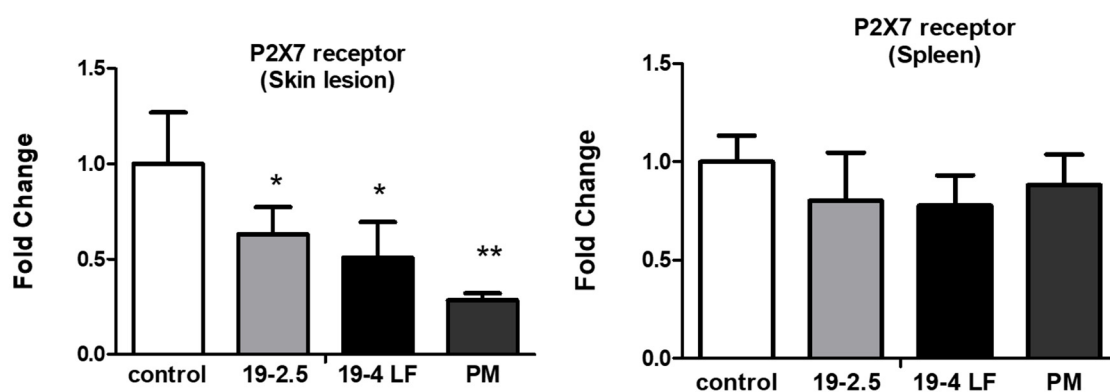 P2X7 receptor
(Skin lesion)
Fold Change
1.5
1.0
0.5
0.0
*
*
**
control 19-2.5 19-4 LF PM
P2X7 receptor
(Spleen)
Fold Change
1.5
1.0
0.5
0.0
control 19-2.5 19-4 LF PM